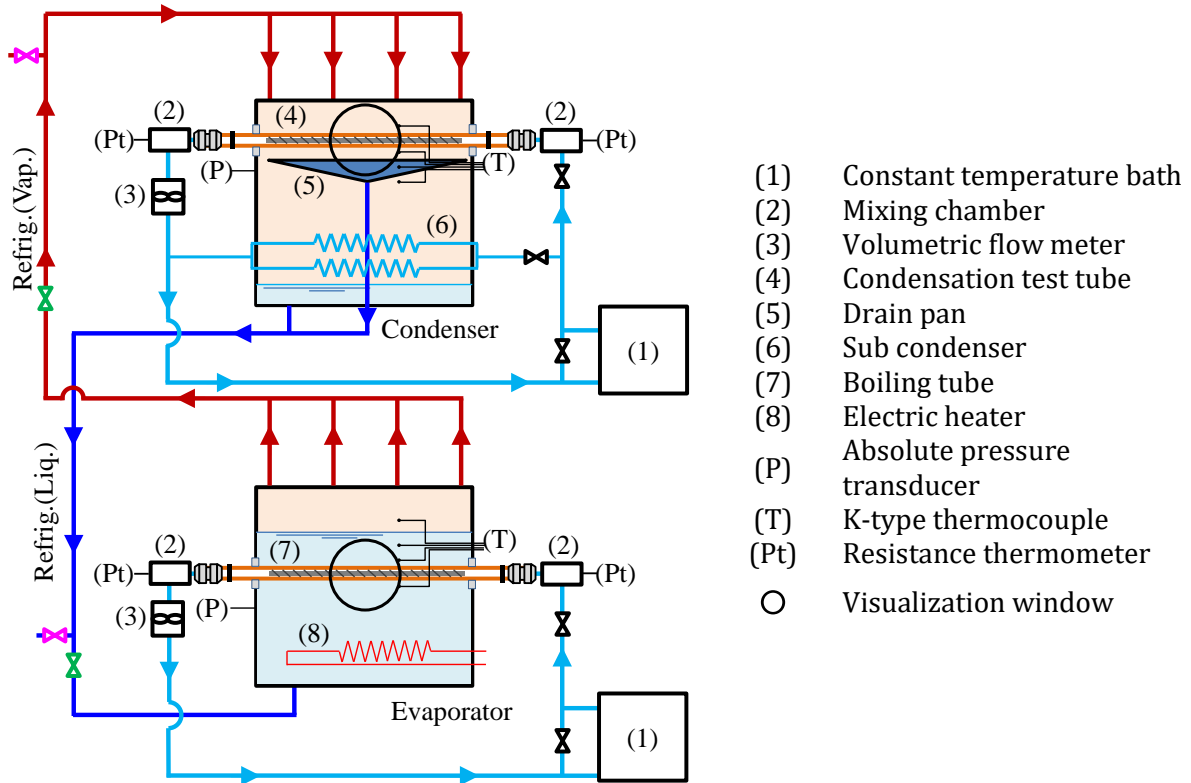 (2)
(4)
(2)
(Pt)
(Pt)
(P)
(T)
(3)
(5)
(6)
Refrig.(Vap.)
Condenser
(1)
Refrig.(Liq.)
(2)
(7)
(T)
(2)
(Pt)
(Pt)
(3)
(P)
(8)
Evaporator
(1)
(1) Constant temperature bath
(2) Mixing chamber
(3) Volumetric flow meter
(4) Condensation test tube
(5) Drain pan
(6) Sub condenser
(7) Boiling tube
(8) Electric heater
(P) Absolute pressure
transducer
(T) K-type thermocouple
(Pt) Resistance thermometer
Visualization window